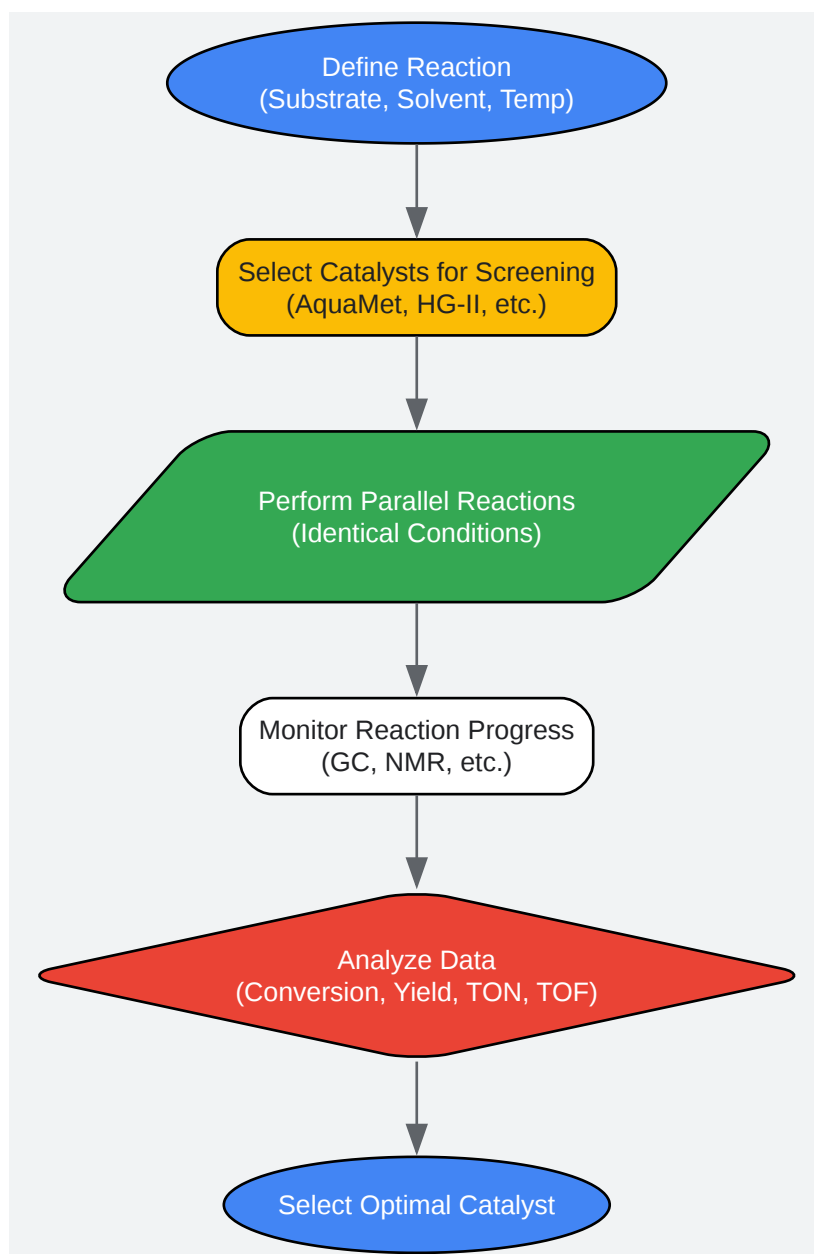 Define Reaction
(Substrate, Solvent, Temp)
Select Catalysts for Screening
(AquaMet, HG-II, etc.)
Perform Parallel Reactions
(Identical Conditions)
Monitor Reaction Progress
(GC, NMR, etc.)
Analyze Data
(Conversion, Yield, TON, TOF)
Select Optimal Catalyst